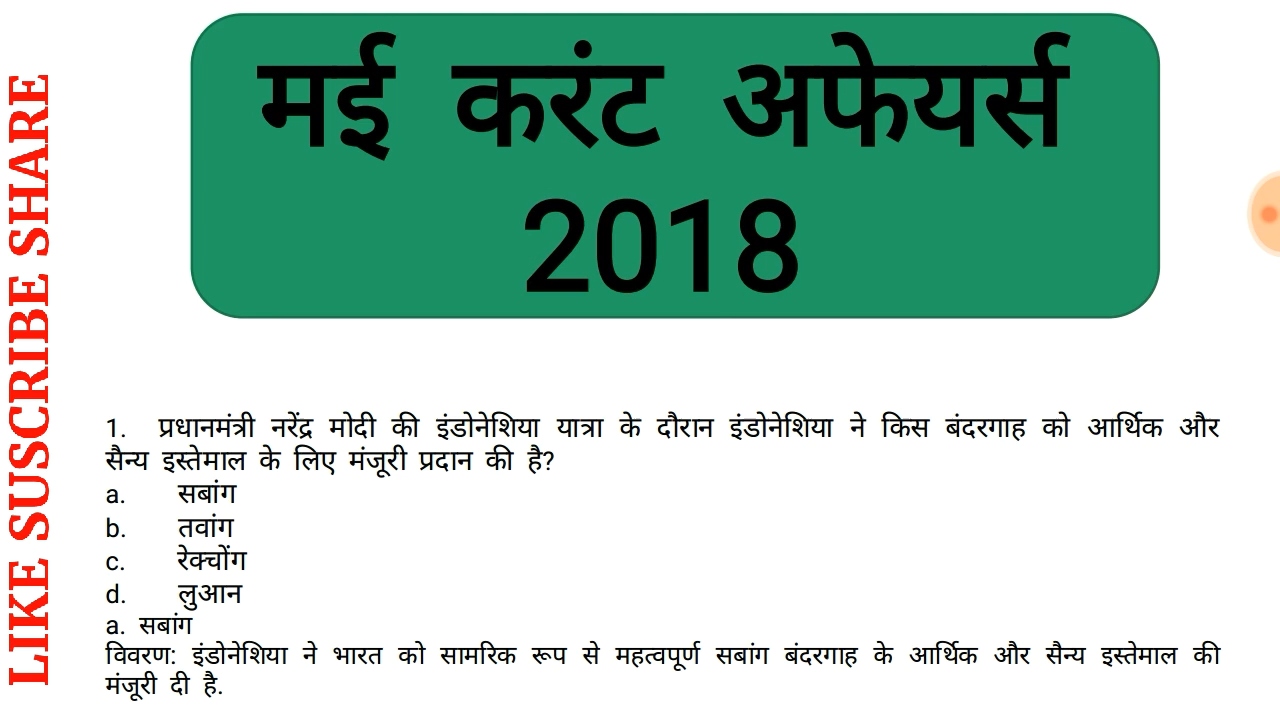 मई करंट अफेयर्स
2018
LIKE SUSCRIBE SHARE
1. प्रधानमंत्री नरेंद्र मोदी की इंडोनेशिया यात्रा के दौरान इंडोनेशिया ने किस बंदरगाह को आर्थिक और
सैन्य इस्तेमाल के लिए मंजूरी प्रदान की है?
a. सबांग
b. तवांग
c. रेक्चोंग
d. लुआन
a. सबांग
विवरण: इंडोनेशिया ने भारत को सामरिक रूप से महत्वपूर्ण सबांग बंदरगाह के आर्थिक और सैन्य इस्तेमाल की
मंजूरी दी है.